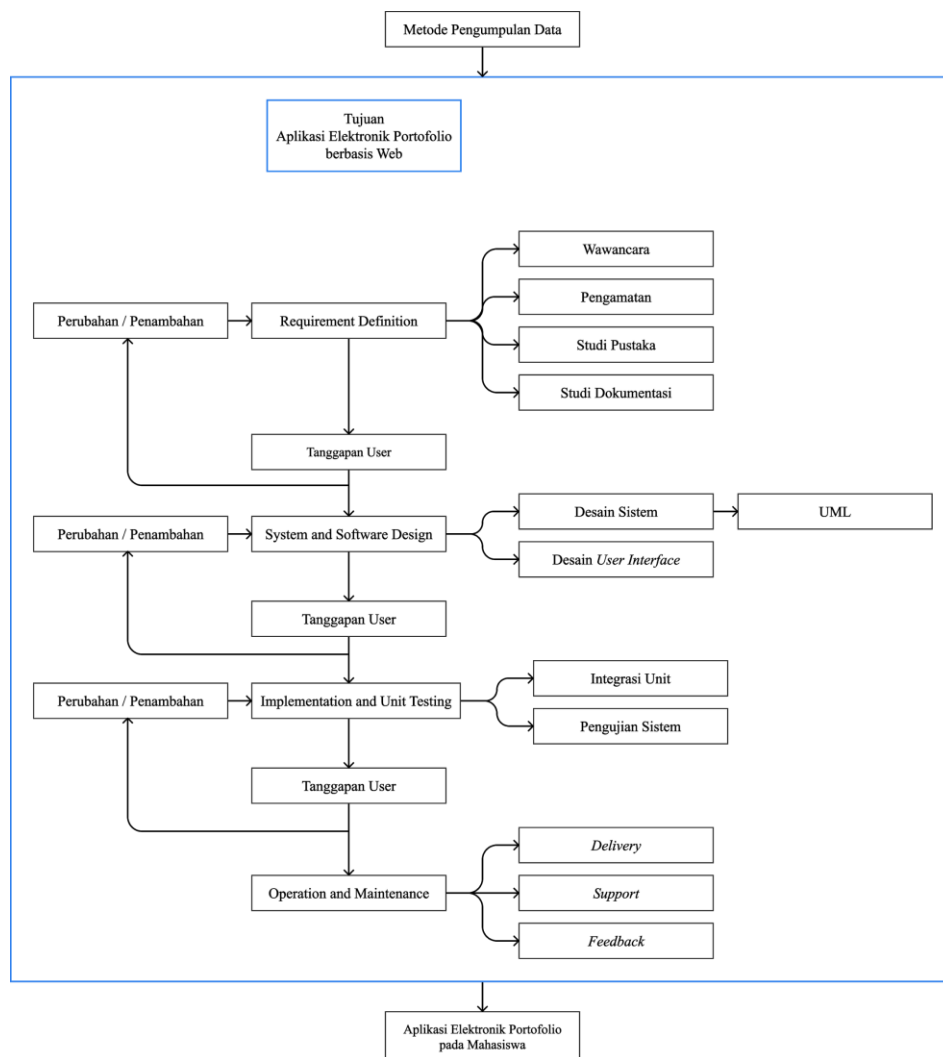 Metode Pengumpulan Data
Tujuan
Aplikasi Elektronik Portofolio
berbasis Web
Wawancara
Pengamatan
Perubahan / Penambahan
Requirement Definition
Studi Pustaka
Studi Dokumentasi
Tanggapan User
Perubahan / Penambahan
System and Software Design
Desain Sistem
UML
Desain User Interface
Tanggapan User
Integrasi Unit
Perubahan / Penambahan
Implementation and Unit Testing
Pengujian Sistem
Tanggapan User
Delivery
Operation and Maintenance
Support
Feedback
Aplikasi Elektronik Portofolio
pada Mahasiswa